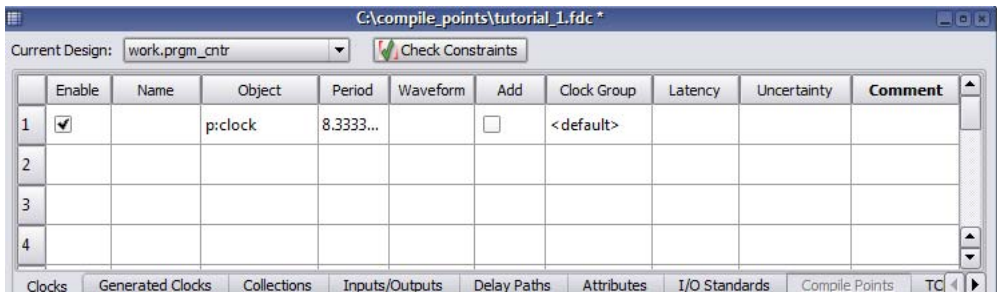 C:\compile_points\tutorial_1.fdc *
Current Design: work.prgm_cntr Check Constraints
Enable Name Object Period Waveform Add Clock Group Latency Uncertainty Comment
1 p:clock 8.3333... <default>
2
3
4
Clocks Generated Clocks Collections Inputs/Outputs Delay Paths Attributes I/O Standards Compile Points TC